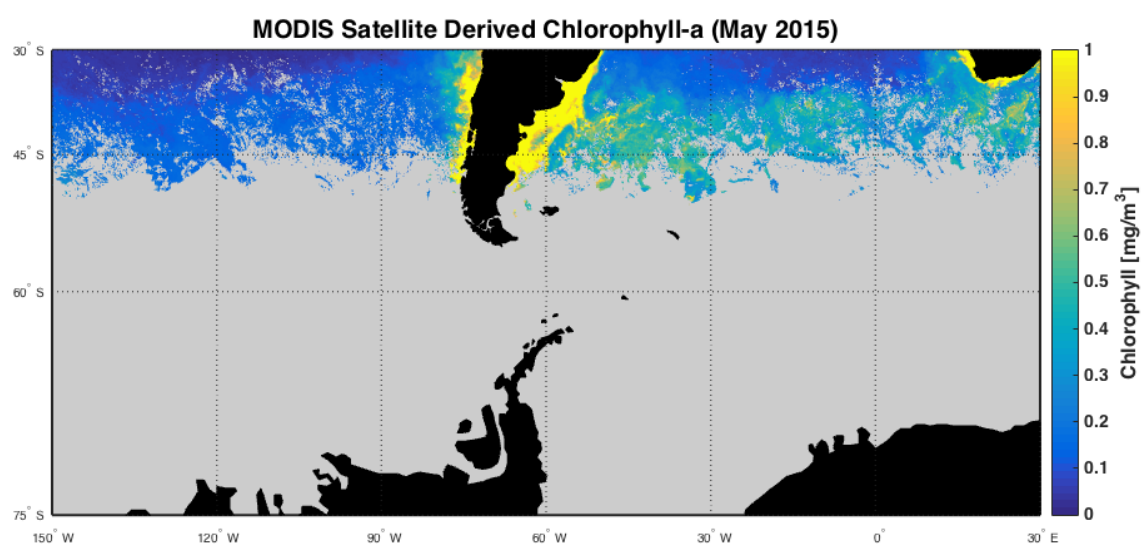 MODIS Satellite Derived Chlorophyll-a (May 2015)
30° S
45° S
60° S
75° S
150° W
120° W
90° W
60° W
30° W
0°
30° E
1
0.9
0.8
0.7
0.6
0.5
0.4
0.3
0.2
0.1
0
Chlorophyll [mg/m³]